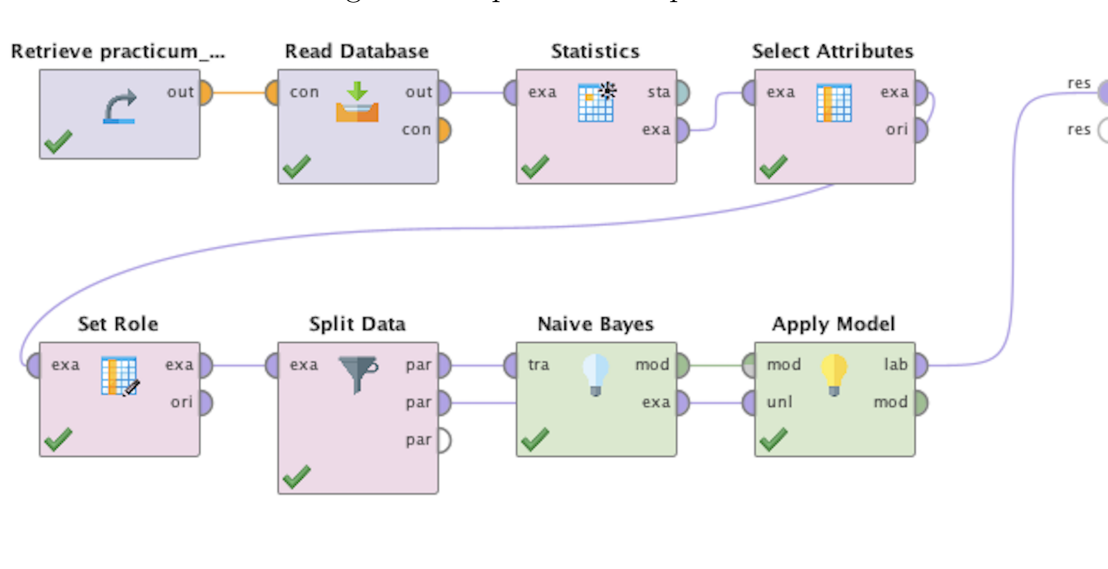 Retrieve practicum_...
out
Read Database
con
out
con
Statistics
exa
sta
exa
Select Attributes
exa
exa
ori
res
res
Set Role
exa
exa
ori
Split Data
exa
par
par
par
Naive Bayes
tra
mod
exa
Apply Model
mod
unl
lab
mod